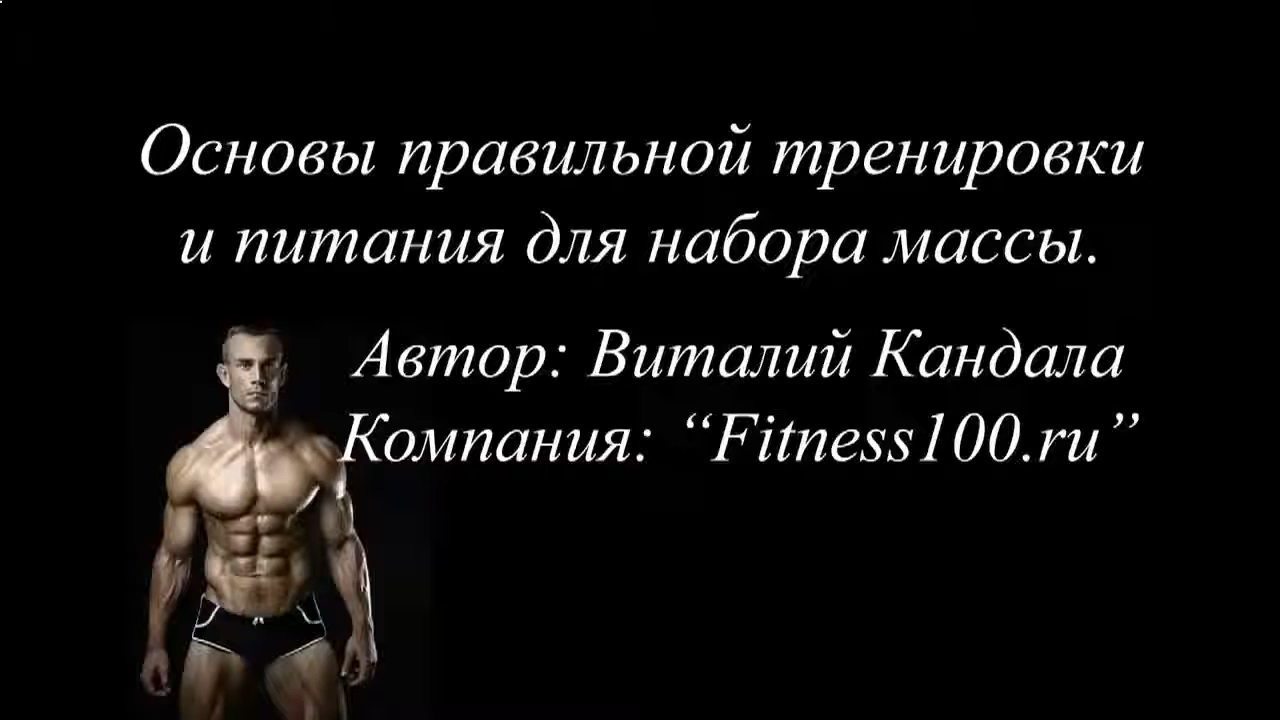 Основы правильной тренировки
и питания для набора массы.
Автор: Виталий Кандала
Компания: “Fitness100.ru”